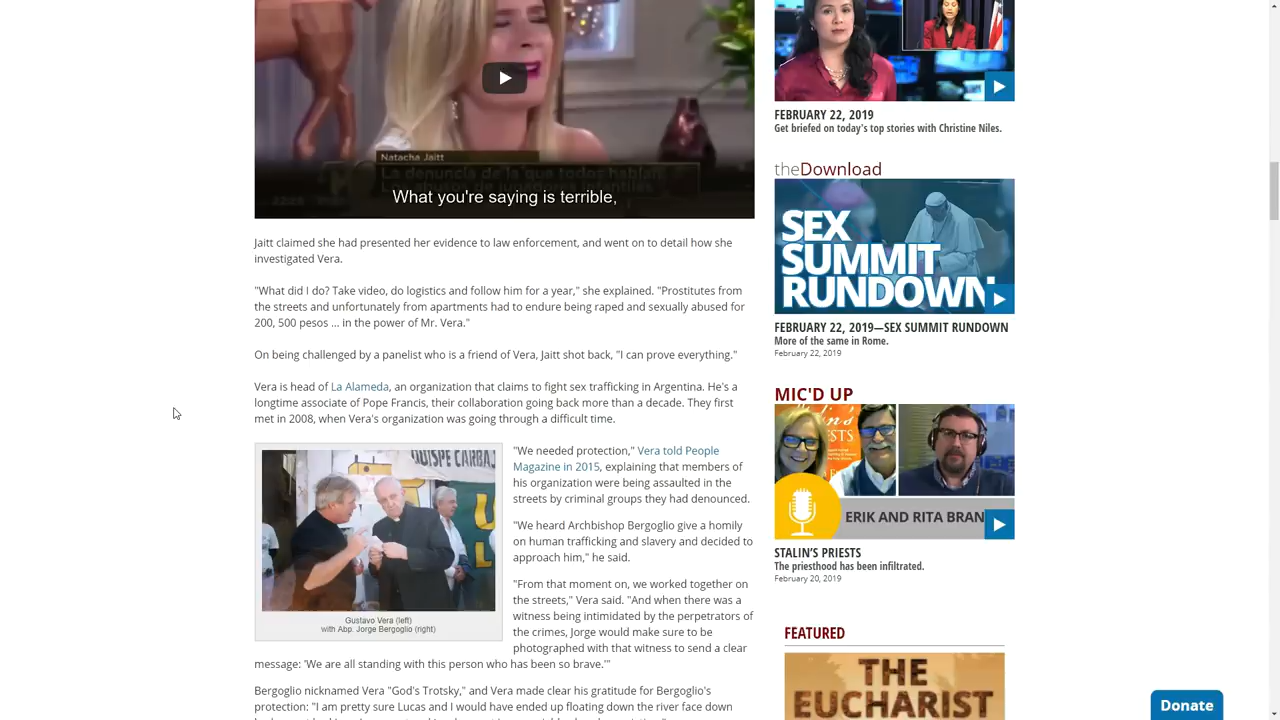 Natacha Jaitt
La denuncia de la que todos hablan
What you're saying is terrible,
Jaitt claimed she had presented her evidence to law enforcement, and went on to detail how she
investigated Vera.
"What did I do? Take video, do logistics and follow him for a year," she explained. "Prostitutes from
the streets and unfortunately from apartments had to endure being raped and sexually abused for
200, 500 pesos ... in the power of Mr. Vera."
On being challenged by a panelist who is a friend of Vera, Jaitt shot back, "I can prove everything."
Vera is head of La Alameda, an organization that claims to fight sex trafficking in Argentina. He's a
longtime associate of Pope Francis, their collaboration going back more than a decade. They first
met in 2008, when Vera's organization was going through a difficult time.
"We needed protection," Vera told People
Magazine in 2015, explaining that members of
his organization were being assaulted in the
streets by criminal groups they had denounced.
"We heard Archbishop Bergoglio give a homily
on human trafficking and slavery and decided to
approach him," he said.
"From that moment on, we worked together on
the streets," Vera said. "And when there was a
witness being intimidated by the perpetrators of
the crimes, Jorge would make sure to be
photographed with that witness to send a clear
message: 'We are all standing with this person who has been so brave.'"
Gustavo Vera (left)
with Abp. Jorge Bergoglio (right)
Bergoglio nicknamed Vera "God's Trotsky," and Vera made clear his gratitude for Bergoglio's
protection: "I am pretty sure Lucas and I would have ended up floating down the river face down
FEBRUARY 22, 2019
Get briefed on today's top stories with Christine Niles.
theDownload
SEX
SUMMIT
RUNDOWN
FEBRUARY 22, 2019—SEX SUMMIT RUNDOWN
More of the same in Rome.
February 22, 2019
MIC'D UP
ERIK AND RITA BRAN
STALIN'S PRIESTS
The priesthood has been infiltrated.
February 20, 2019
FEATURED
THE
EUCHARIST
Donate